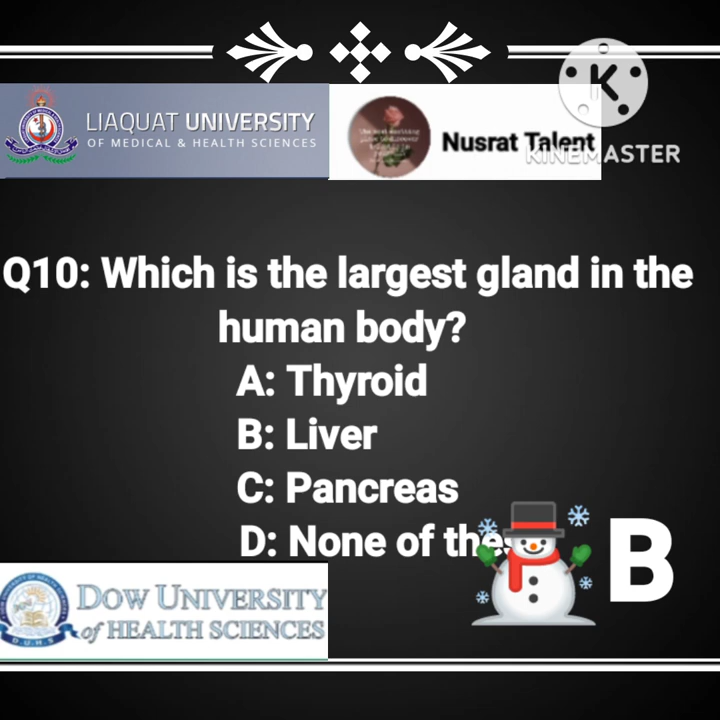 LIAQUAT UNIVERSITY
OF MEDICAL & HEALTH SCIENCES
Nusrat Talent
K
KINEMASTER
Q10: Which is the largest gland in the
human body?
A: Thyroid
B: Liver
C: Pancreas
D: None of thes
B
DOW UNIVERSITY
of HEALTH SCIENCES
D.U.H.S